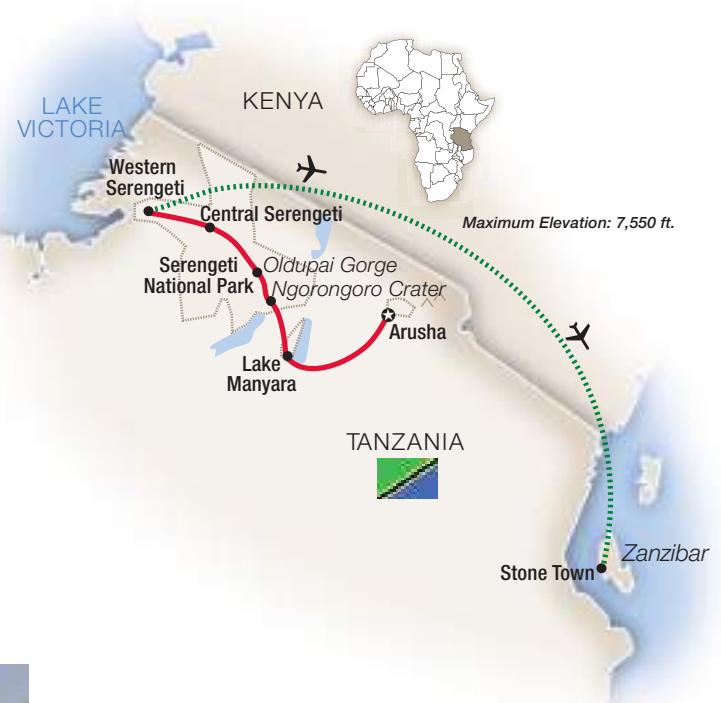 LAKE
VICTORIA
KENYA
Western
Serengeti
Central Serengeti
Maximum Elevation: 7,550 ft.
Serengeti
National Park
Oldupai Gorge
Ngorongoro Crater
Arusha
Lake
Manyara
TANZANIA
Zanzibar
Stone Town